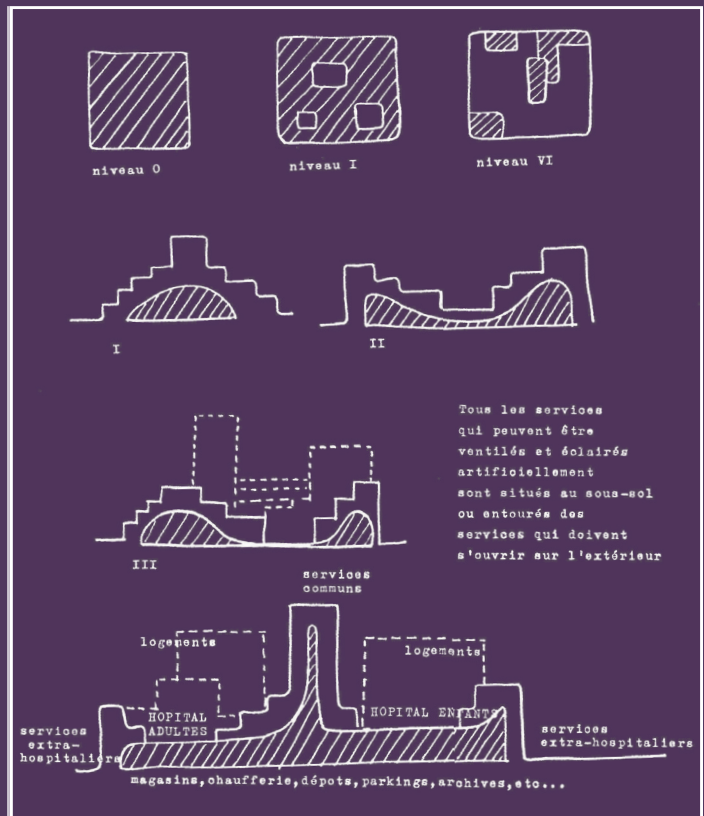 niveau 0
niveau I
niveau VI
I
II
Tous les services
qui peuvent être
ventilés et éclairés
artificiellement
sont situés au sous-sol
ou entourés des
services qui doivent
s'ouvrir sur l'extérieur
III
services
communs
logements
logements
HOPITAL
ADULTES
HOPITAL ENFANTS
services
extra-
hospitaliers
services
extra-hospitaliers
magasins,chaufferie,dépots,parkings,archives,etc...